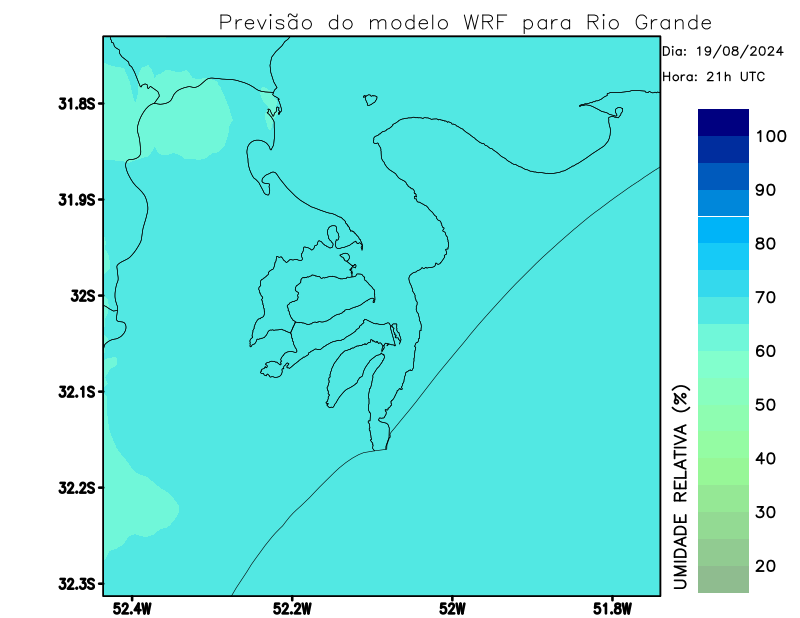 Previsão do modelo WRF para Rio Grande
Dia: 19/08/2024
Hora: 21h UTC
31.8S
31.9S
32S
32.1S
32.2S
32.3S
52.4W
52.2W
52W
51.8W
100
90
80
70
60
50
40
30
20
UMIDADE RELATIVA (%)